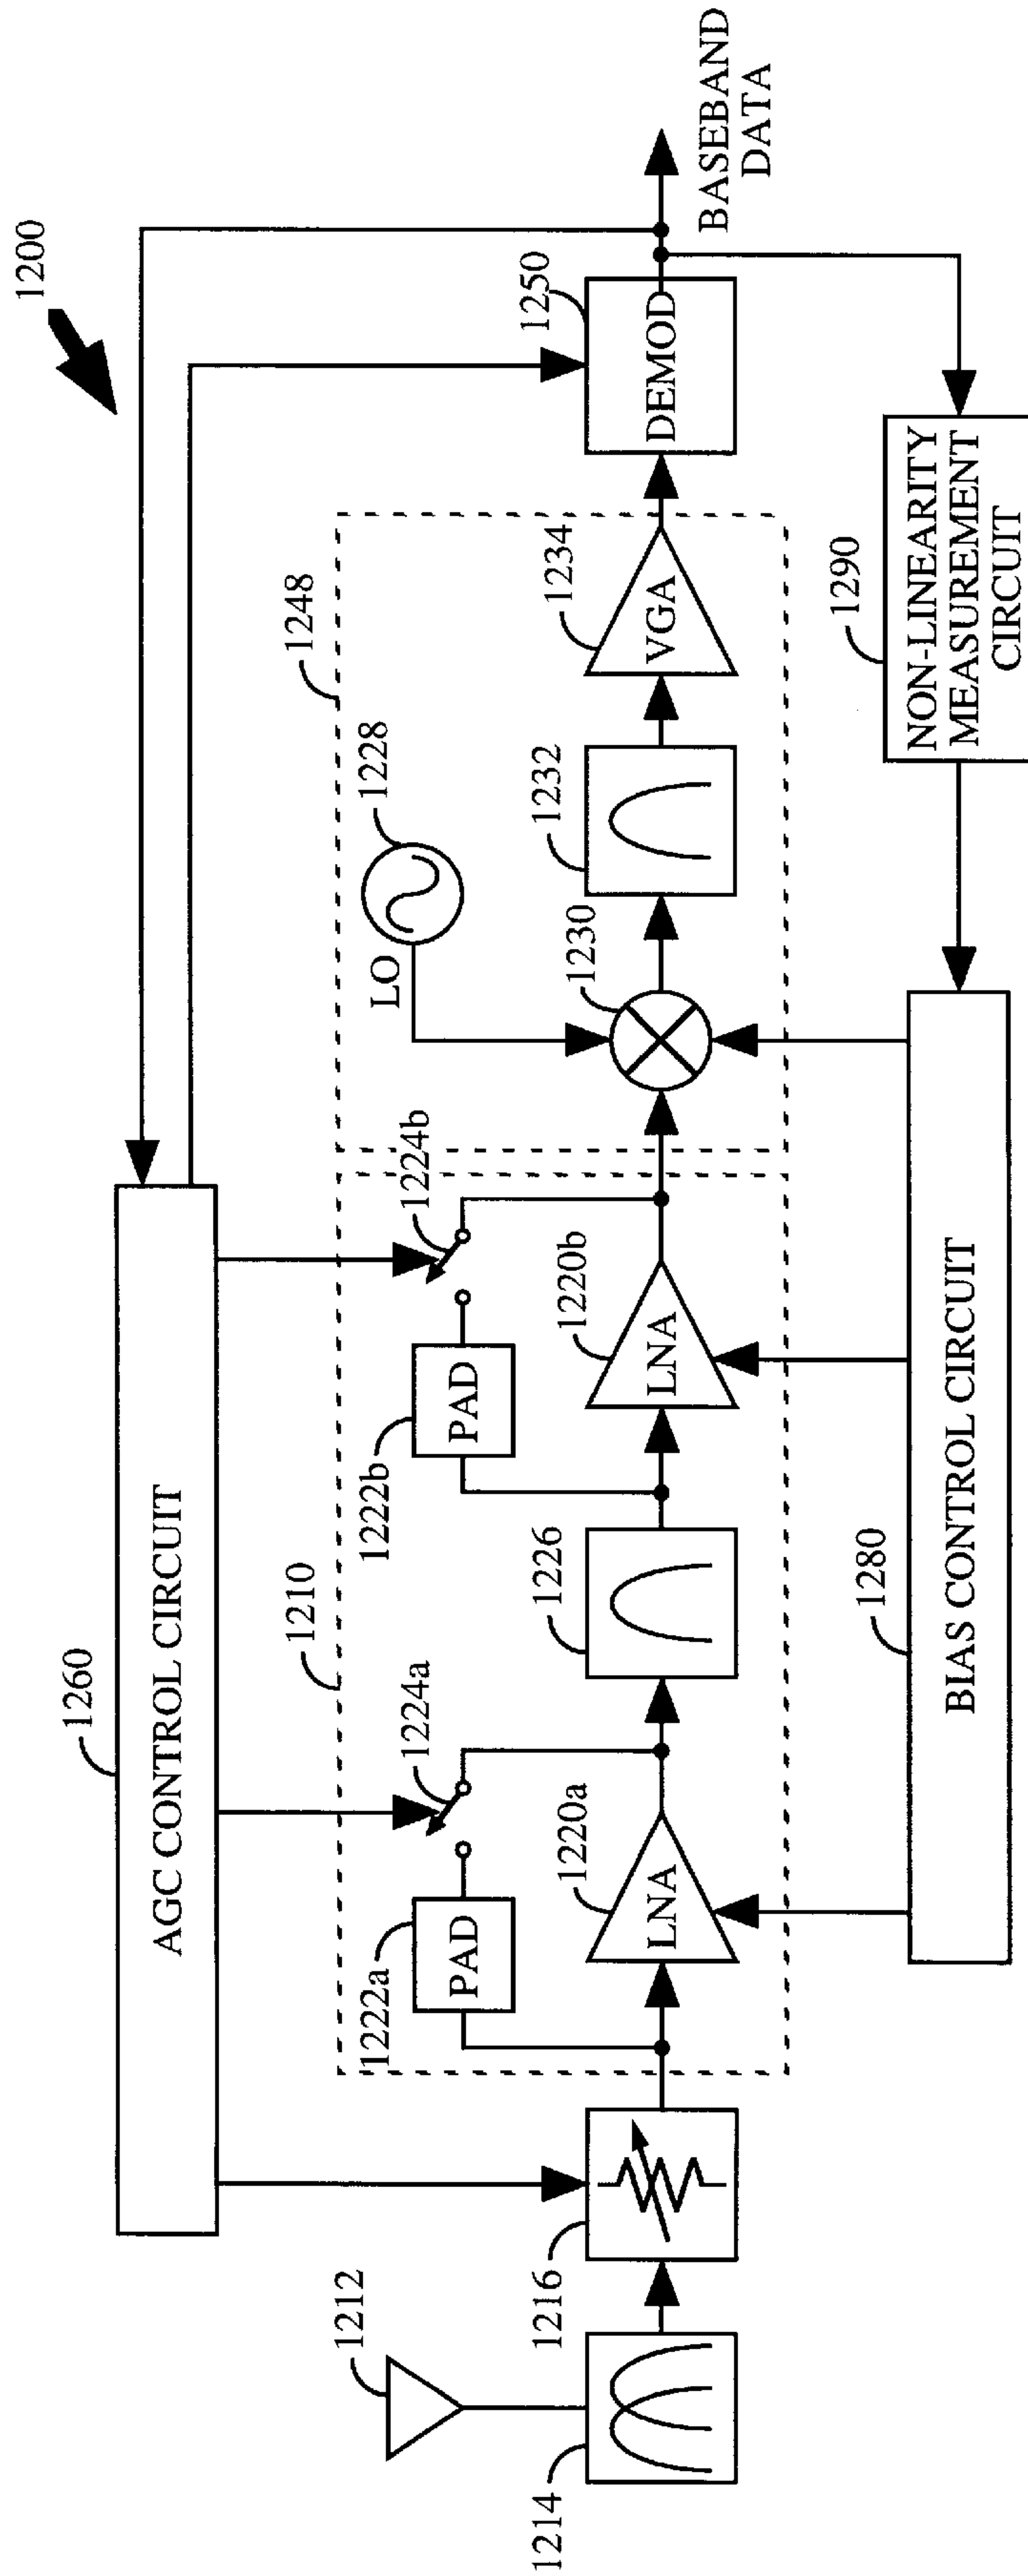 1200
1260
AGC CONTROL CIRCUIT
1210
1248
1212
1214
1216
1222a
PAD
1224a
1220a
LNA
1226
1222b
PAD
1224b
1220b
LNA
LO
1228
1230
1232
1234
VGA
1250
DEMOD
BASEBAND
DATA
1280
BIAS CONTROL CIRCUIT
1290
NON-LINEARITY
MEASUREMENT
CIRCUIT